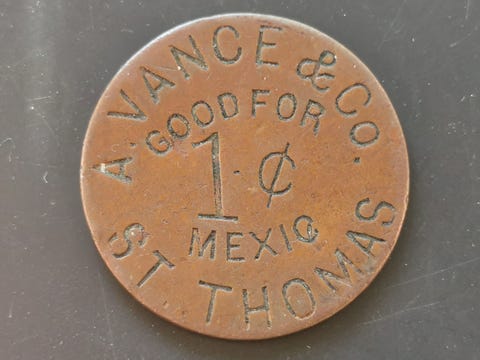 A. VANCE & CO.
GOOD FOR
1 ¢
MEXIC
ST. THOMAS